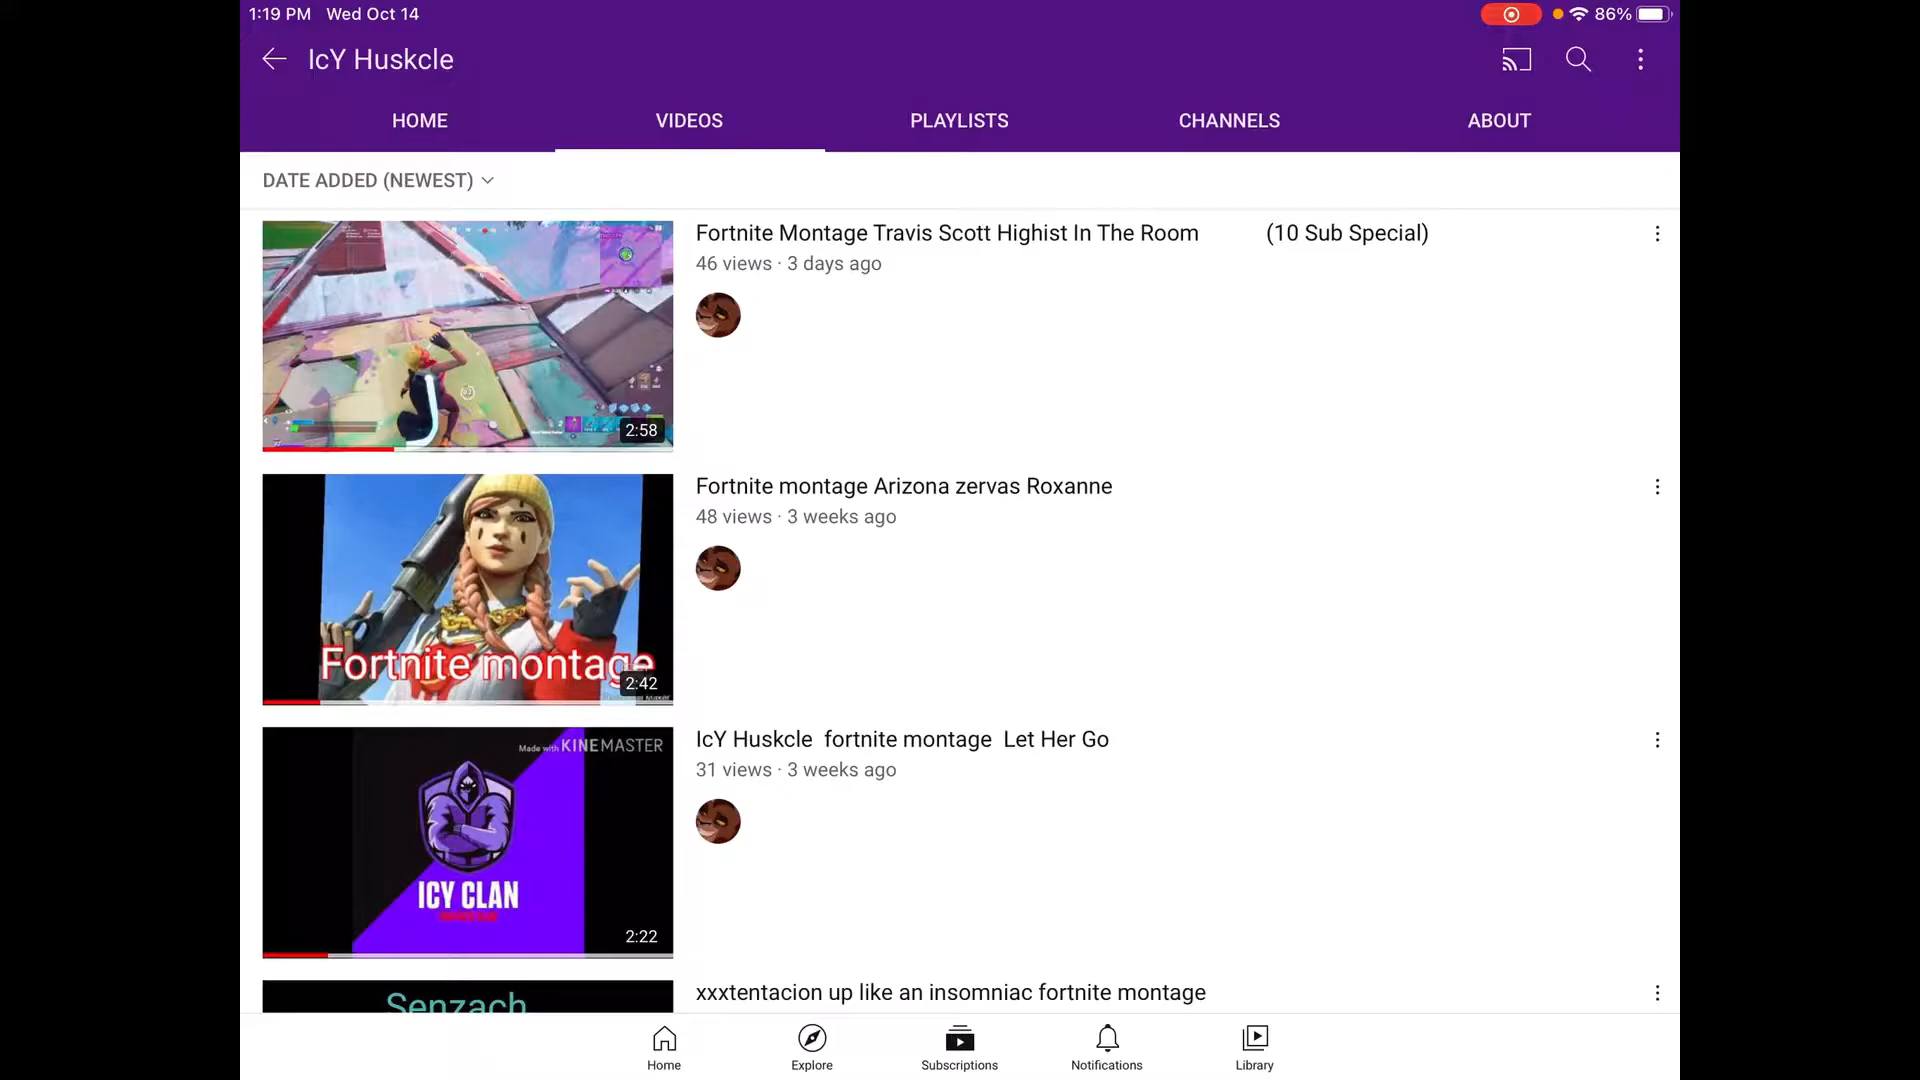 1:19 PM Wed Oct 14
86%
IcY Huskcle
HOME VIDEOS PLAYLISTS CHANNELS ABOUT
DATE ADDED (NEWEST)
Fortnite Montage Travis Scott Highist In The Room (10 Sub Special)
46 views · 3 days ago
2:58
Fortnite montage Arizona zervas Roxanne
48 views · 3 weeks ago
Fortnite montage
2:42
Made with KINEMASTER
IcY Huskcle fortnite montage Let Her Go
31 views · 3 weeks ago
ICY CLAN
2:22
Senzach
xxxtentacion up like an insomniac fortnite montage
Home Explore Subscriptions Notifications Library